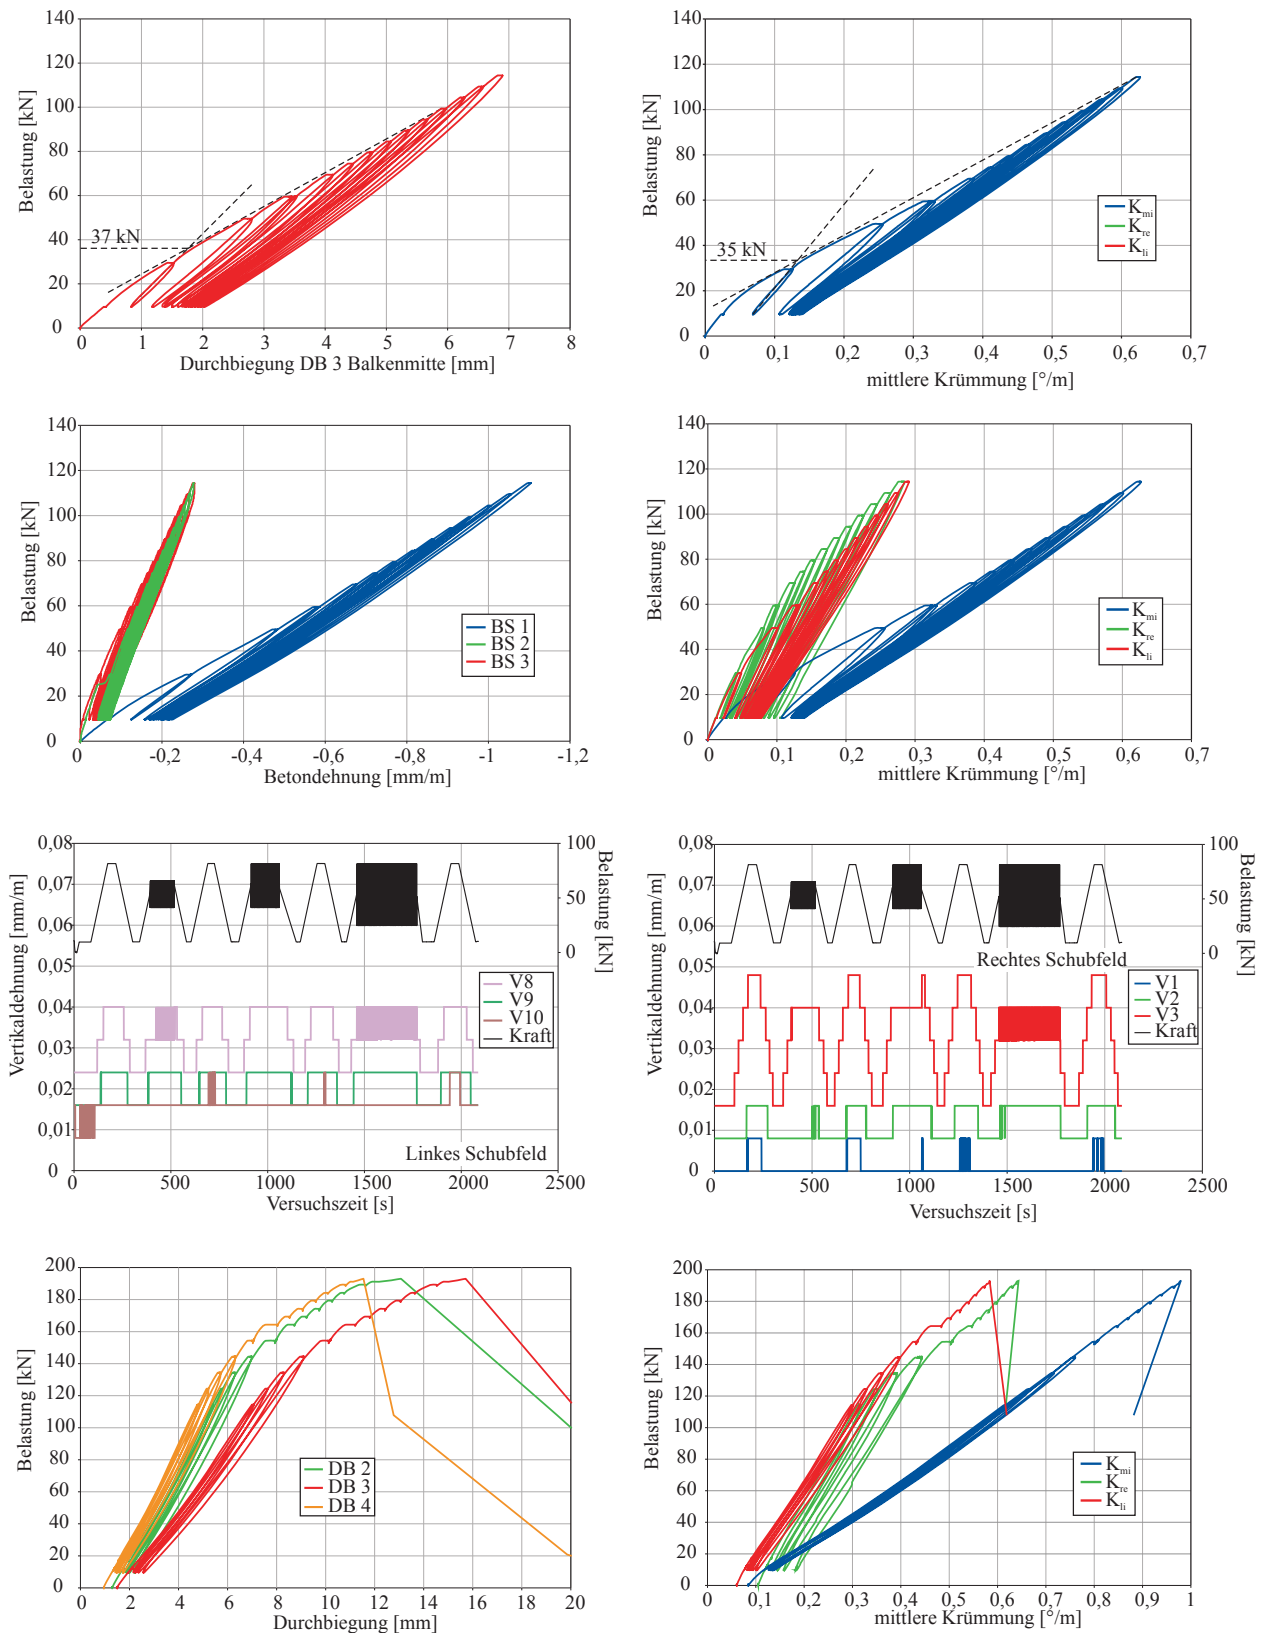 140
120
100
80
60
40
20
0
Belastung [kN]
37 kN
0 1 2 3 4 5 6 7 8
Durchbiegung DB 3 Balkenmitte [mm]
140
120
100
80
60
40
20
0
Belastung [kN]
35 kN
K mi
K re
K li
0 0,1 0,2 0,3 0,4 0,5 0,6 0,7
mittlere Krümmung [°/m]
140
120
100
80
60
40
20
0
Belastung [kN]
BS 1
BS 2
BS 3
0 -0,2 -0,4 -0,6 -0,8 -1 -1,2
Betondehnung [mm/m]
140
120
100
80
60
40
20
0
Belastung [kN]
K mi
K re
K li
0 0,1 0,2 0,3 0,4 0,5 0,6 0,7
mittlere Krümmung [°/m]
0,08
0,07
0,06
0,05
0,04
0,03
0,02
0,01
0
Vertikaldehnung [mm/m]
100
50
0
Belastung [kN]
V8
V9
V10
Kraft
Linkes Schubfeld
0 500 1000 1500 2000 2500
Versuchszeit [s]
0,08
0,07
0,06
0,05
0,04
0,03
0,02
0,01
0
Vertikaldehnung [mm/m]
100
50
0
Belastung [kN]
Rechtes Schubfeld
V1
V2
V3
Kraft
0 500 1000 1500 2000 2500
Versuchszeit [s]
200
180
160
140
120
100
80
60
40
20
0
Belastung [kN]
DB 2
DB 3
DB 4
0 2 4 6 8 10 12 14 16 18 20
Durchbiegung [mm]
200
180
160
140
120
100
80
60
40
20
0
Belastung [kN]
K mi
K re
K li
0 0,1 0,2 0,3 0,4 0,5 0,6 0,7 0,8 0,9 1
mittlere Krümmung [°/m]